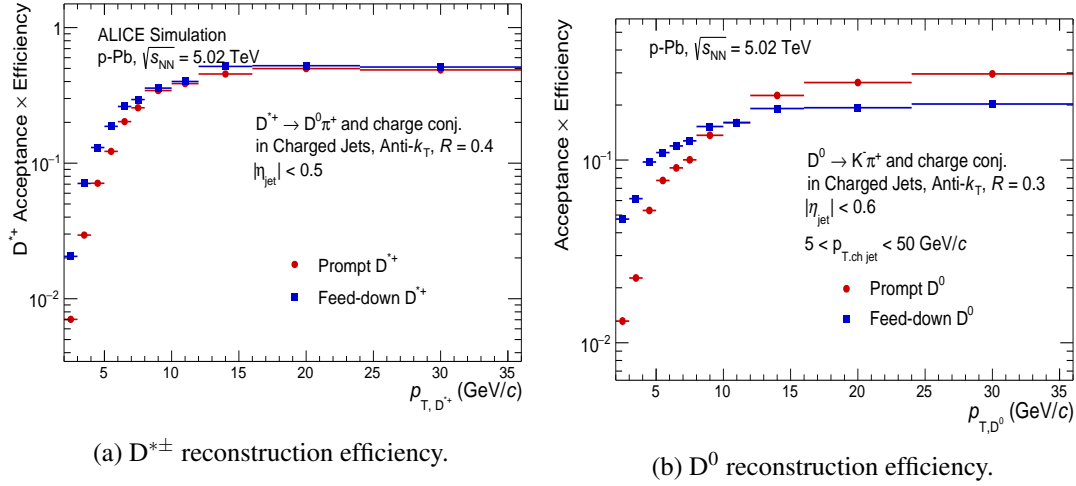 ALICE Simulation
p-Pb, √s_NN = 5.02 TeV
D*+ → D0π+ and charge conj.
in Charged Jets, Anti-kT, R = 0.4
|ηjet| < 0.5
Prompt D*+
Feed-down D*+
D*+ Acceptance × Efficiency
1
10⁻¹
10⁻²
5 10 15 20 25 30 35
pT, D*+ (GeV/c)
(a) D*± reconstruction efficiency.
p-Pb, √s_NN = 5.02 TeV
D0 → K-π+ and charge conj.
in Charged Jets, Anti-kT, R = 0.3
|ηjet| < 0.6
5 < pT,ch jet < 50 GeV/c
Prompt D0
Feed-down D0
Acceptance × Efficiency
10⁻¹
10⁻²
5 10 15 20 25 30 35
pT,D0 (GeV/c)
(b) D0 reconstruction efficiency.